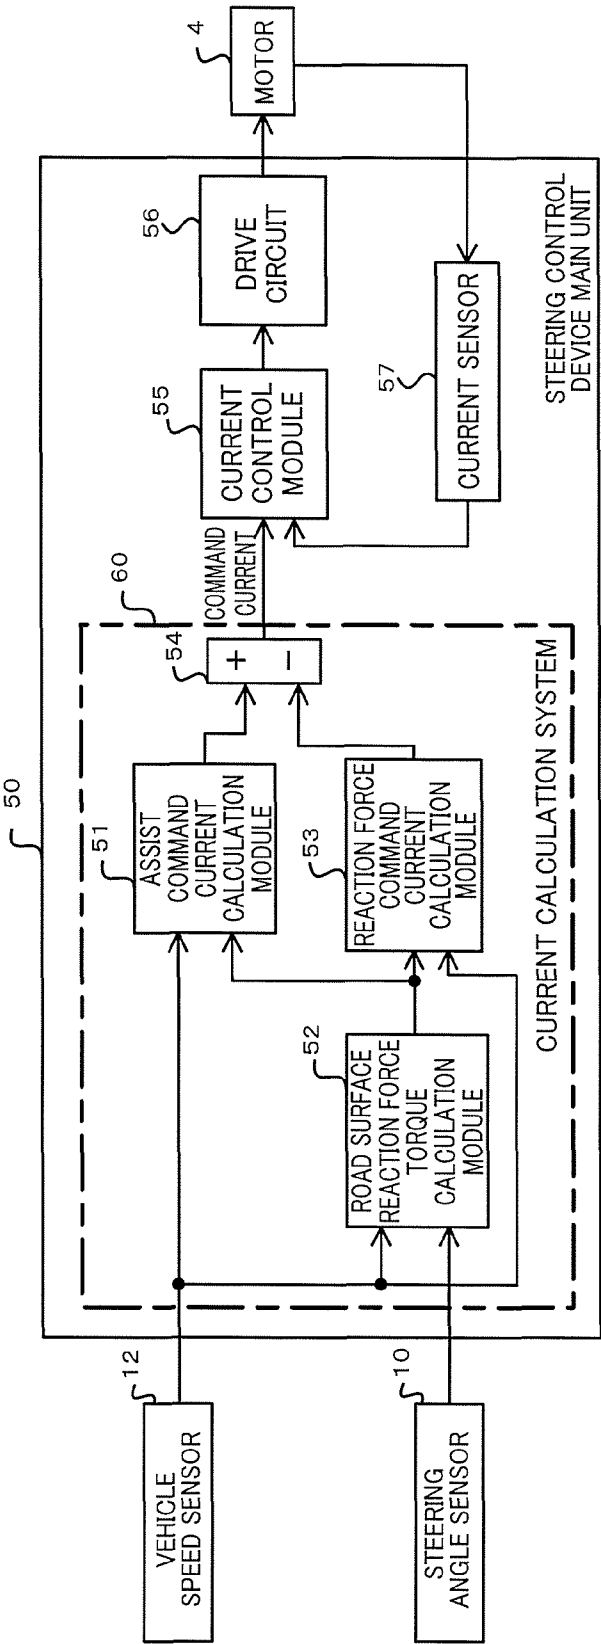 50
60
12
VEHICLE
SPEED SENSOR
10
STEERING
ANGLE SENSOR
52
ROAD SURFACE
REACTION FORCE
TORQUE
CALCULATION
MODULE
51
ASSIST
COMMAND
CURRENT
CALCULATION
MODULE
53
REACTION FORCE
COMMAND
CURRENT
CALCULATION
MODULE
54
+
−
CURRENT CALCULATION SYSTEM
COMMAND
CURRENT
55
CURRENT
CONTROL
MODULE
56
DRIVE
CIRCUIT
57
CURRENT SENSOR
STEERING CONTROL
DEVICE MAIN UNIT
4
MOTOR